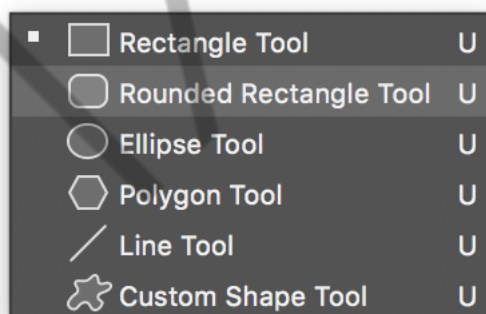 Rectangle Tool U
Rounded Rectangle Tool U
Ellipse Tool U
Polygon Tool U
Line Tool U
Custom Shape Tool U